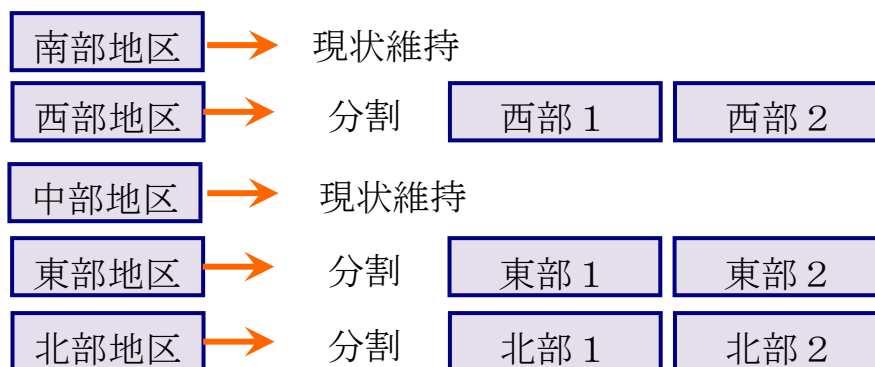 南部地区 現状維持
西部地区 分割 西部１ 西部２
中部地区 現状維持
東部地区 分割 東部１ 東部２
北部地区 分割 北部１ 北部２